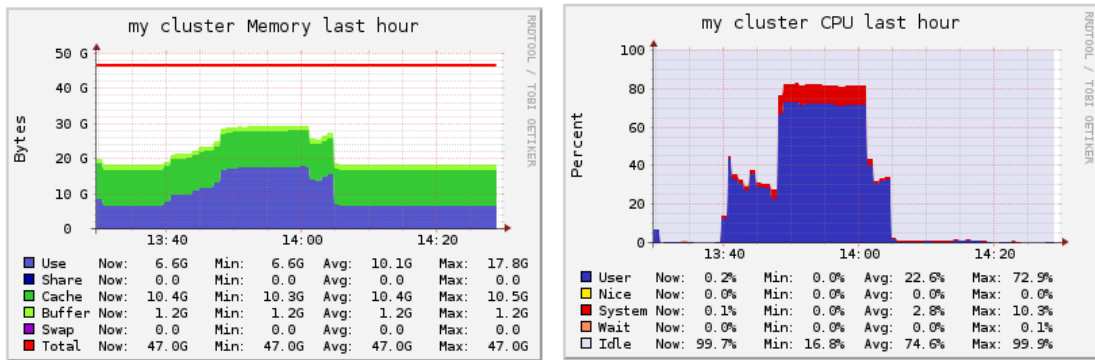 my cluster Memory last hour
RRDTOOL / TOBI OETIKER
Bytes
50 G
40 G
30 G
20 G
10 G
0
13:40 14:00 14:20
Use Now: 6.6G Min: 6.6G Avg: 10.1G Max: 17.8G
Share Now: 0.0 Min: 0.0 Avg: 0.0 Max: 0.0
Cache Now: 10.4G Min: 10.3G Avg: 10.4G Max: 10.5G
Buffer Now: 1.2G Min: 1.2G Avg: 1.2G Max: 1.2G
Swap Now: 0.0 Min: 0.0 Avg: 0.0 Max: 0.0
Total Now: 47.0G Min: 47.0G Avg: 47.0G Max: 47.0G
my cluster CPU last hour
RRDTOOL / TOBI OETIKER
Percent
100
80
60
40
20
0
13:40 14:00 14:20
User Now: 0.2% Min: 0.0% Avg: 22.6% Max: 72.9%
Nice Now: 0.0% Min: 0.0% Avg: 0.0% Max: 0.0%
System Now: 0.1% Min: 0.0% Avg: 2.8% Max: 10.3%
Wait Now: 0.0% Min: 0.0% Avg: 0.0% Max: 0.1%
Idle Now: 99.7% Min: 16.8% Avg: 74.6% Max: 99.9%